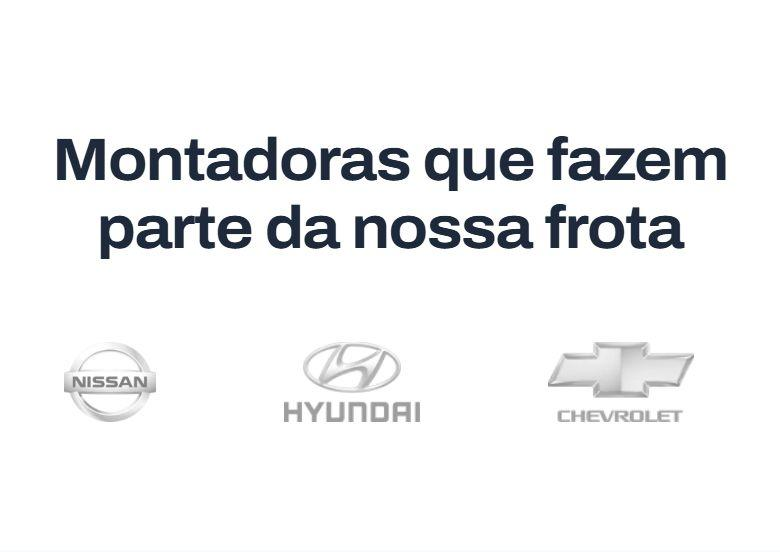 Montadoras que fazem
parte da nossa frota
NISSAN
HYUNDAI
CHEVROLET